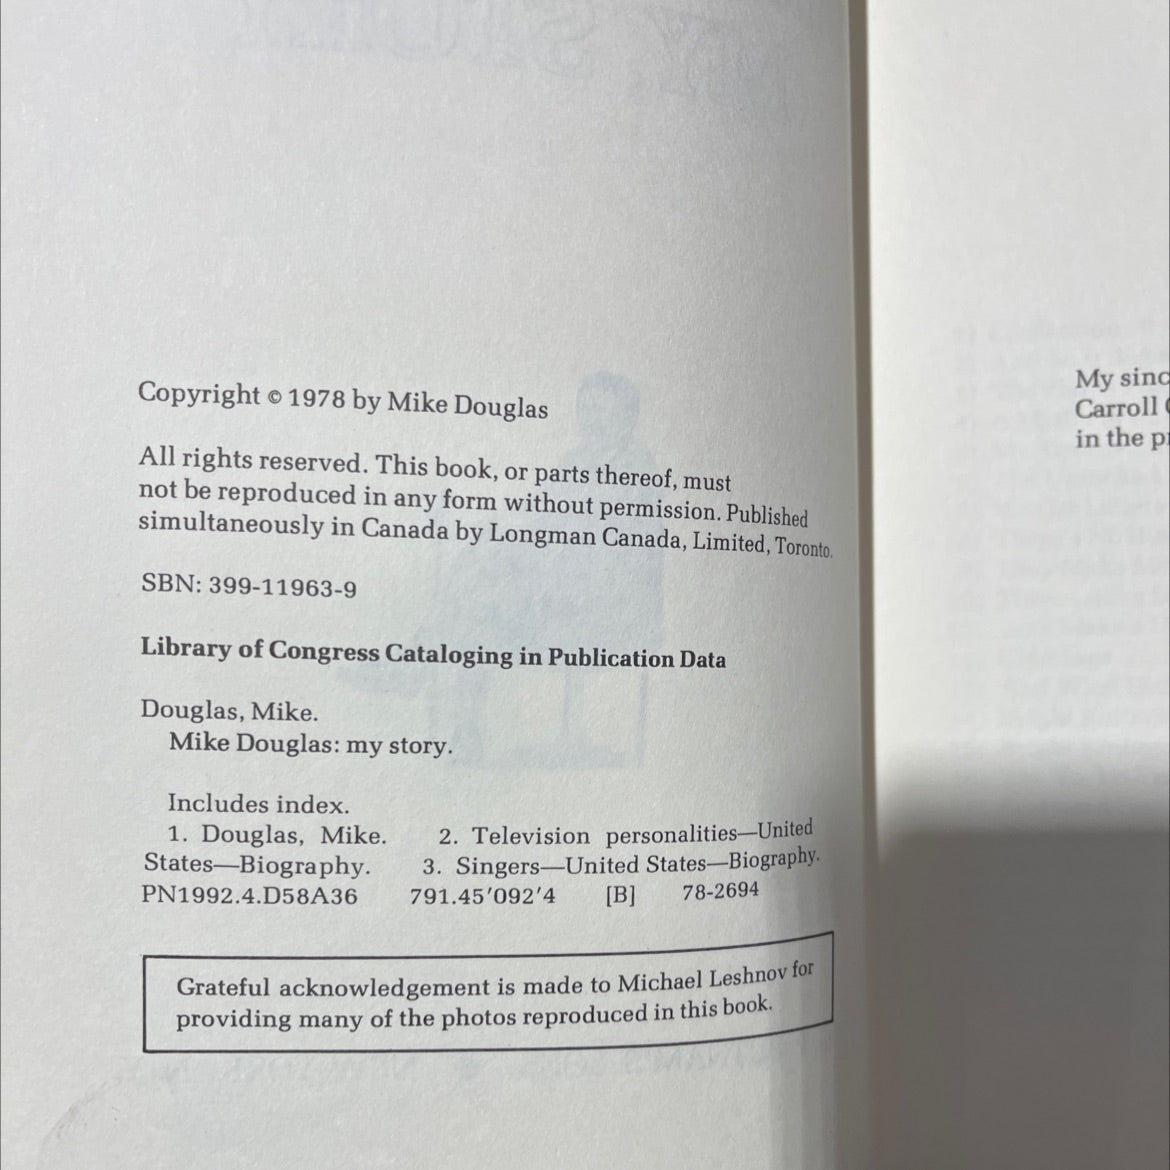 Copyright © 1978 by Mike Douglas
All rights reserved. This book, or parts thereof, must
not be reproduced in any form without permission. Published
simultaneously in Canada by Longman Canada, Limited, Toronto.
SBN: 399-11963-9
Library of Congress Cataloging in Publication Data
Douglas, Mike.
Mike Douglas: my story.
Includes index.
1. Douglas, Mike. 2. Television personalities—United
States—Biography. 3. Singers—United States—Biography.
PN1992.4.D58A36 791.45′092′4 [B] 78-2694
Grateful acknowledgement is made to Michael Leshnov for
providing many of the photos reproduced in this book.
My sinc
Carroll
in the p